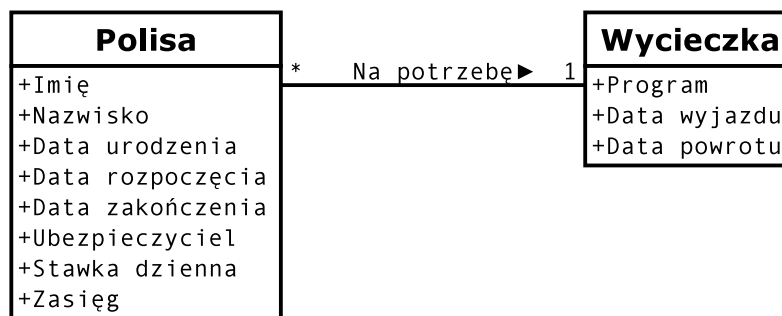 Polisa
+Imię
+Nazwisko
+Data urodzenia
+Data rozpoczęcia
+Data zakończenia
+Ubezpieczyciel
+Stawka dzienna
+Zasięg
* Na potrzebę► 1
Wycieczka
+Program
+Data wyjazdu
+Data powrotu